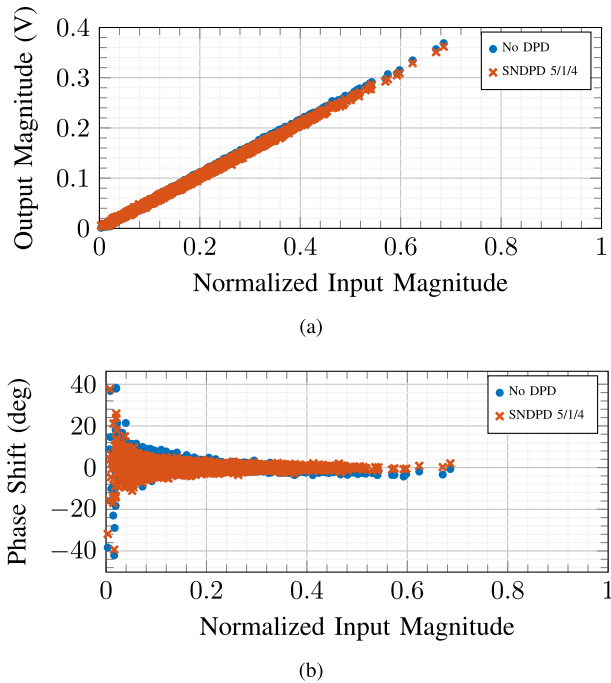 0.4
0.3
0.2
0.1
0
0
0.2
0.4
0.6
0.8
1
Output Magnitude (V)
Normalized Input Magnitude
No DPD
SNDPD 5/1/4
(a)
40
20
0
−20
−40
0
0.2
0.4
0.6
0.8
1
Phase Shift (deg)
Normalized Input Magnitude
No DPD
SNDPD 5/1/4
(b)